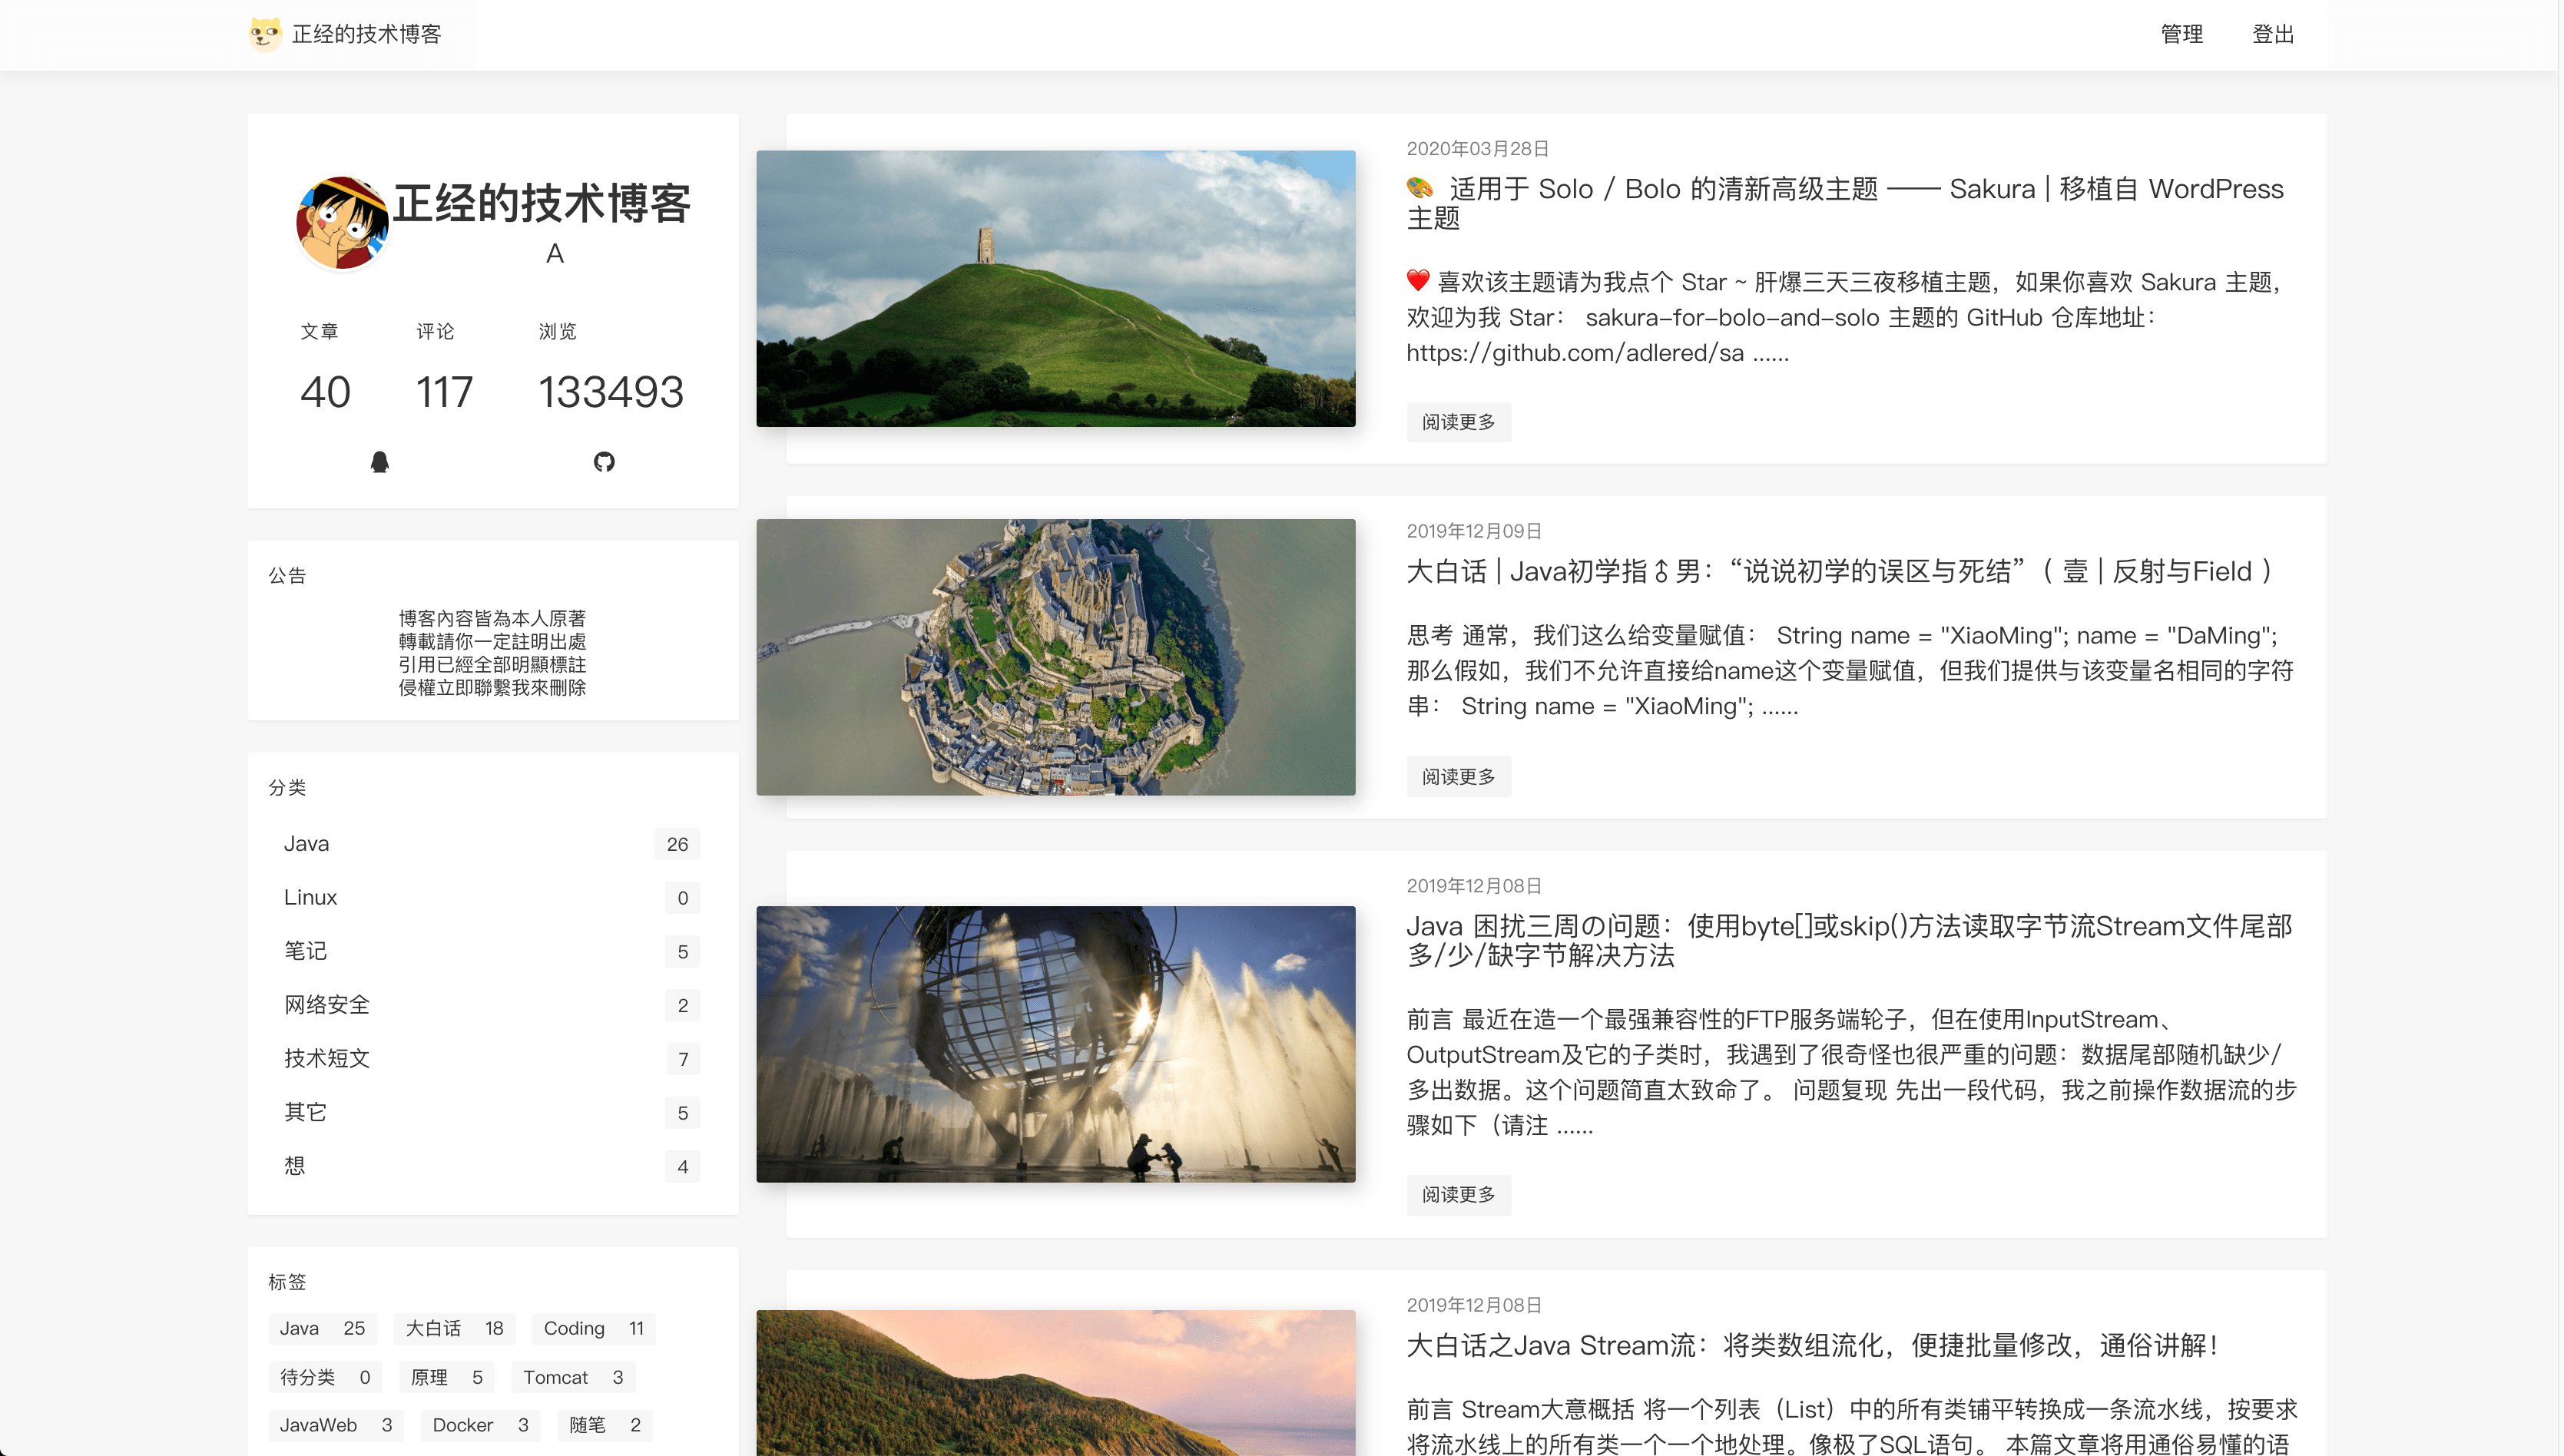 正经的技术博客
管理 登出
正经的技术博客
A
文章 评论 浏览
40 117 133493
公告
博客內容皆為本人原著
轉載請你一定註明出處
引用已經全部明顯標註
侵權立即聯繫我來刪除
分类
Java 26
Linux 0
笔记 5
网络安全 2
技术短文 7
其它 5
想 4
标签
Java 25 大白话 18 Coding 11
待分类 0 原理 5 Tomcat 3
JavaWeb 3 Docker 3 随笔 2
2020年03月28日
🎨 适用于 Solo / Bolo 的清新高级主题 —— Sakura | 移植自 WordPress
主题
❤️ 喜欢该主题请为我点个 Star ~ 肝爆三天三夜移植主题，如果你喜欢 Sakura 主题，
欢迎为我 Star： sakura-for-bolo-and-solo 主题的 GitHub 仓库地址：
https://github.com/adlered/sa ......
阅读更多
2019年12月09日
大白话 | Java初学指⚨男：“说说初学的误区与死结”（ 壹 | 反射与Field ）
思考 通常，我们这么给变量赋值： String name = "XiaoMing"; name = "DaMing";
那么假如，我们不允许直接给name这个变量赋值，但我们提供与该变量名相同的字符
串： String name = "XiaoMing"; ......
阅读更多
2019年12月08日
Java 困扰三周の问题：使用byte[]或skip()方法读取字节流Stream文件尾部
多/少/缺字节解决方法
前言 最近在造一个最强兼容性的FTP服务端轮子，但在使用InputStream、
OutputStream及它的子类时，我遇到了很奇怪也很严重的问题：数据尾部随机缺少/
多出数据。这个问题简直太致命了。 问题复现 先出一段代码，我之前操作数据流的步
骤如下（请注 ......
阅读更多
2019年12月08日
大白话之Java Stream流：将类数组流化，便捷批量修改，通俗讲解！
前言 Stream大意概括 将一个列表（List）中的所有类铺平转换成一条流水线，按要求
将流水线上的所有类一个一个地处理。像极了SQL语句。 本篇文章将用通俗易懂的语